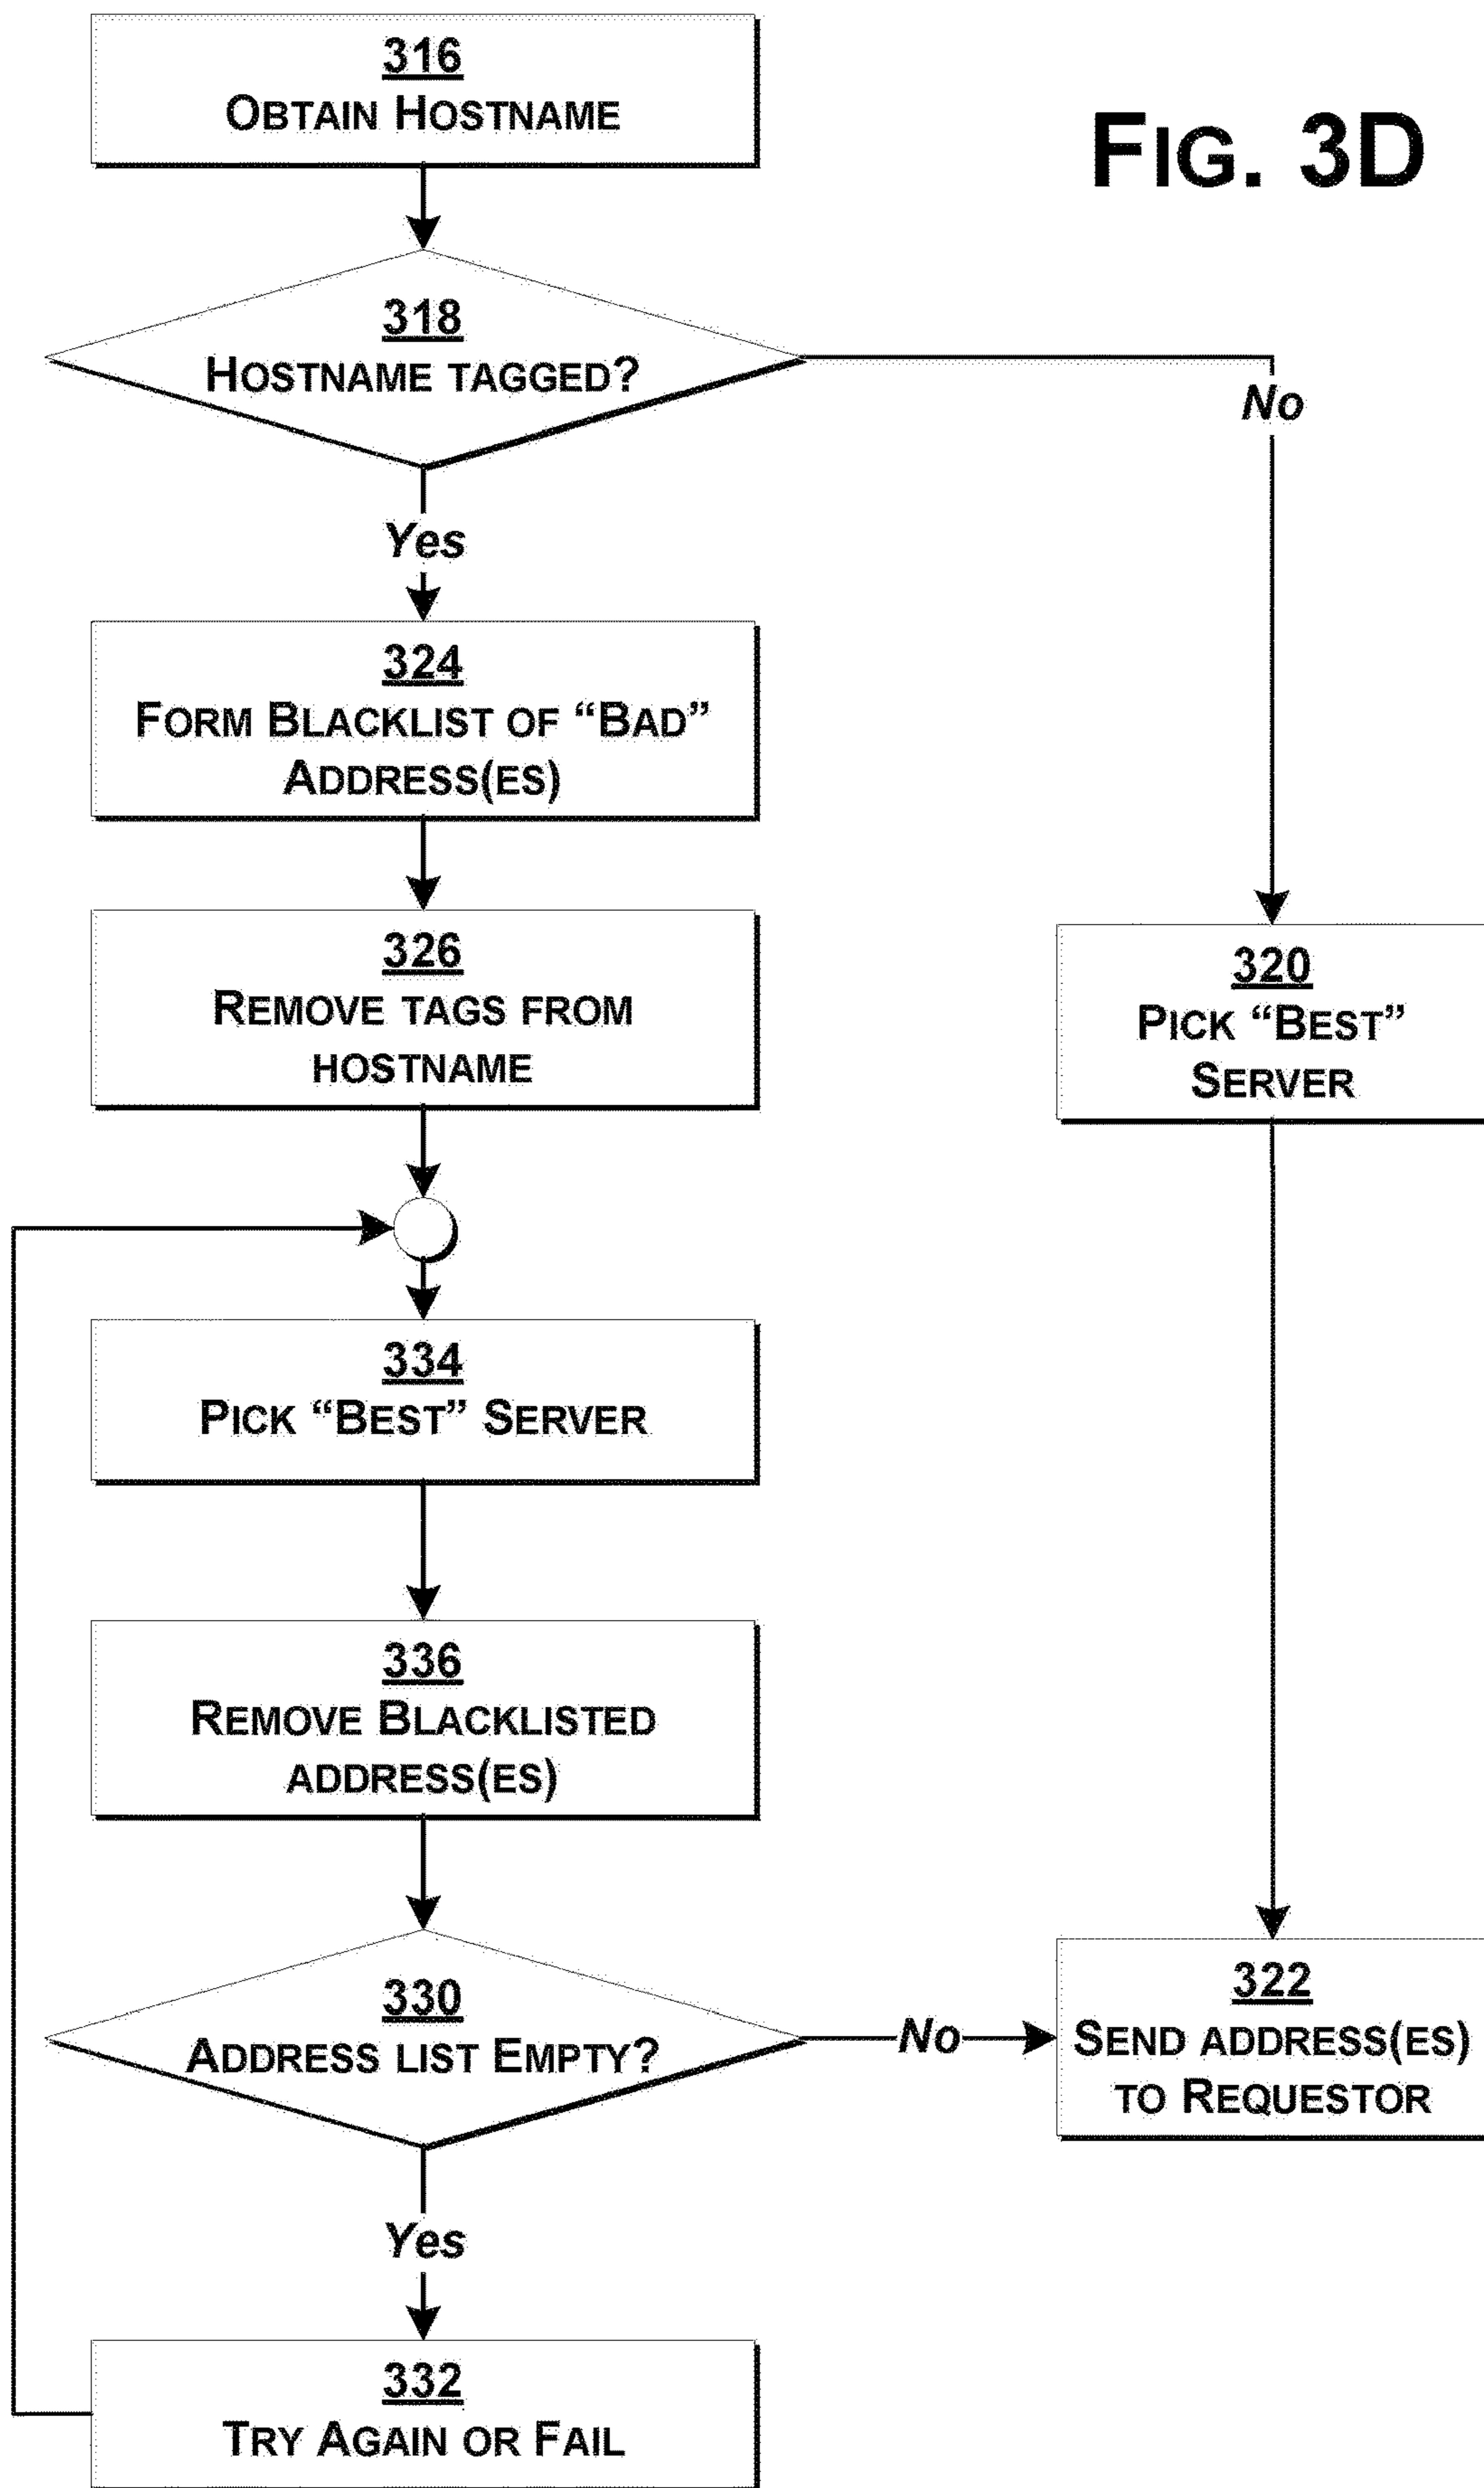 316
OBTAIN HOSTNAME
FIG. 3D
318
HOSTNAME TAGGED?
No
Yes
324
FORM BLACKLIST OF “BAD”
ADDRESS(ES)
326
REMOVE TAGS FROM
HOSTNAME
320
PICK “BEST”
SERVER
334
PICK “BEST” SERVER
336
REMOVE BLACKLISTED
ADDRESS(ES)
330
ADDRESS LIST EMPTY?
No
322
SEND ADDRESS(ES)
TO REQUESTOR
Yes
332
TRY AGAIN OR FAIL